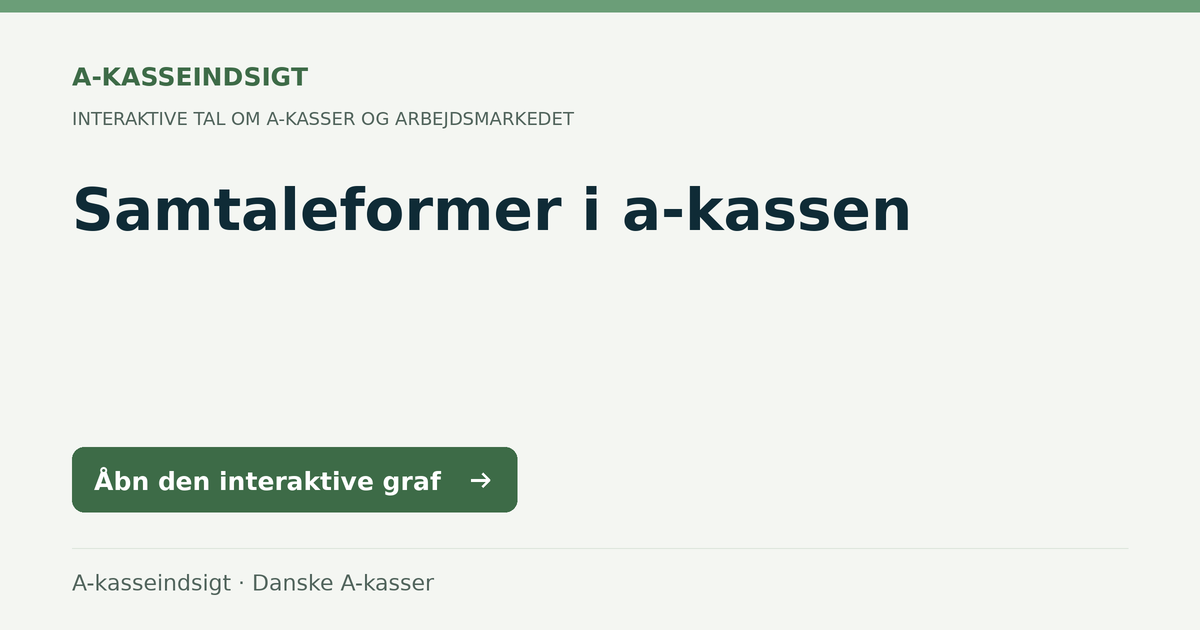 A-KASSEINDSIGT
INTERAKTIVE TAL OM A-KASSER OG ARBEJDSMARKEDET
Samtaleformer i a-kassen
Åbn den interaktive graf →
A-kasseindsigt · Danske A-kasser